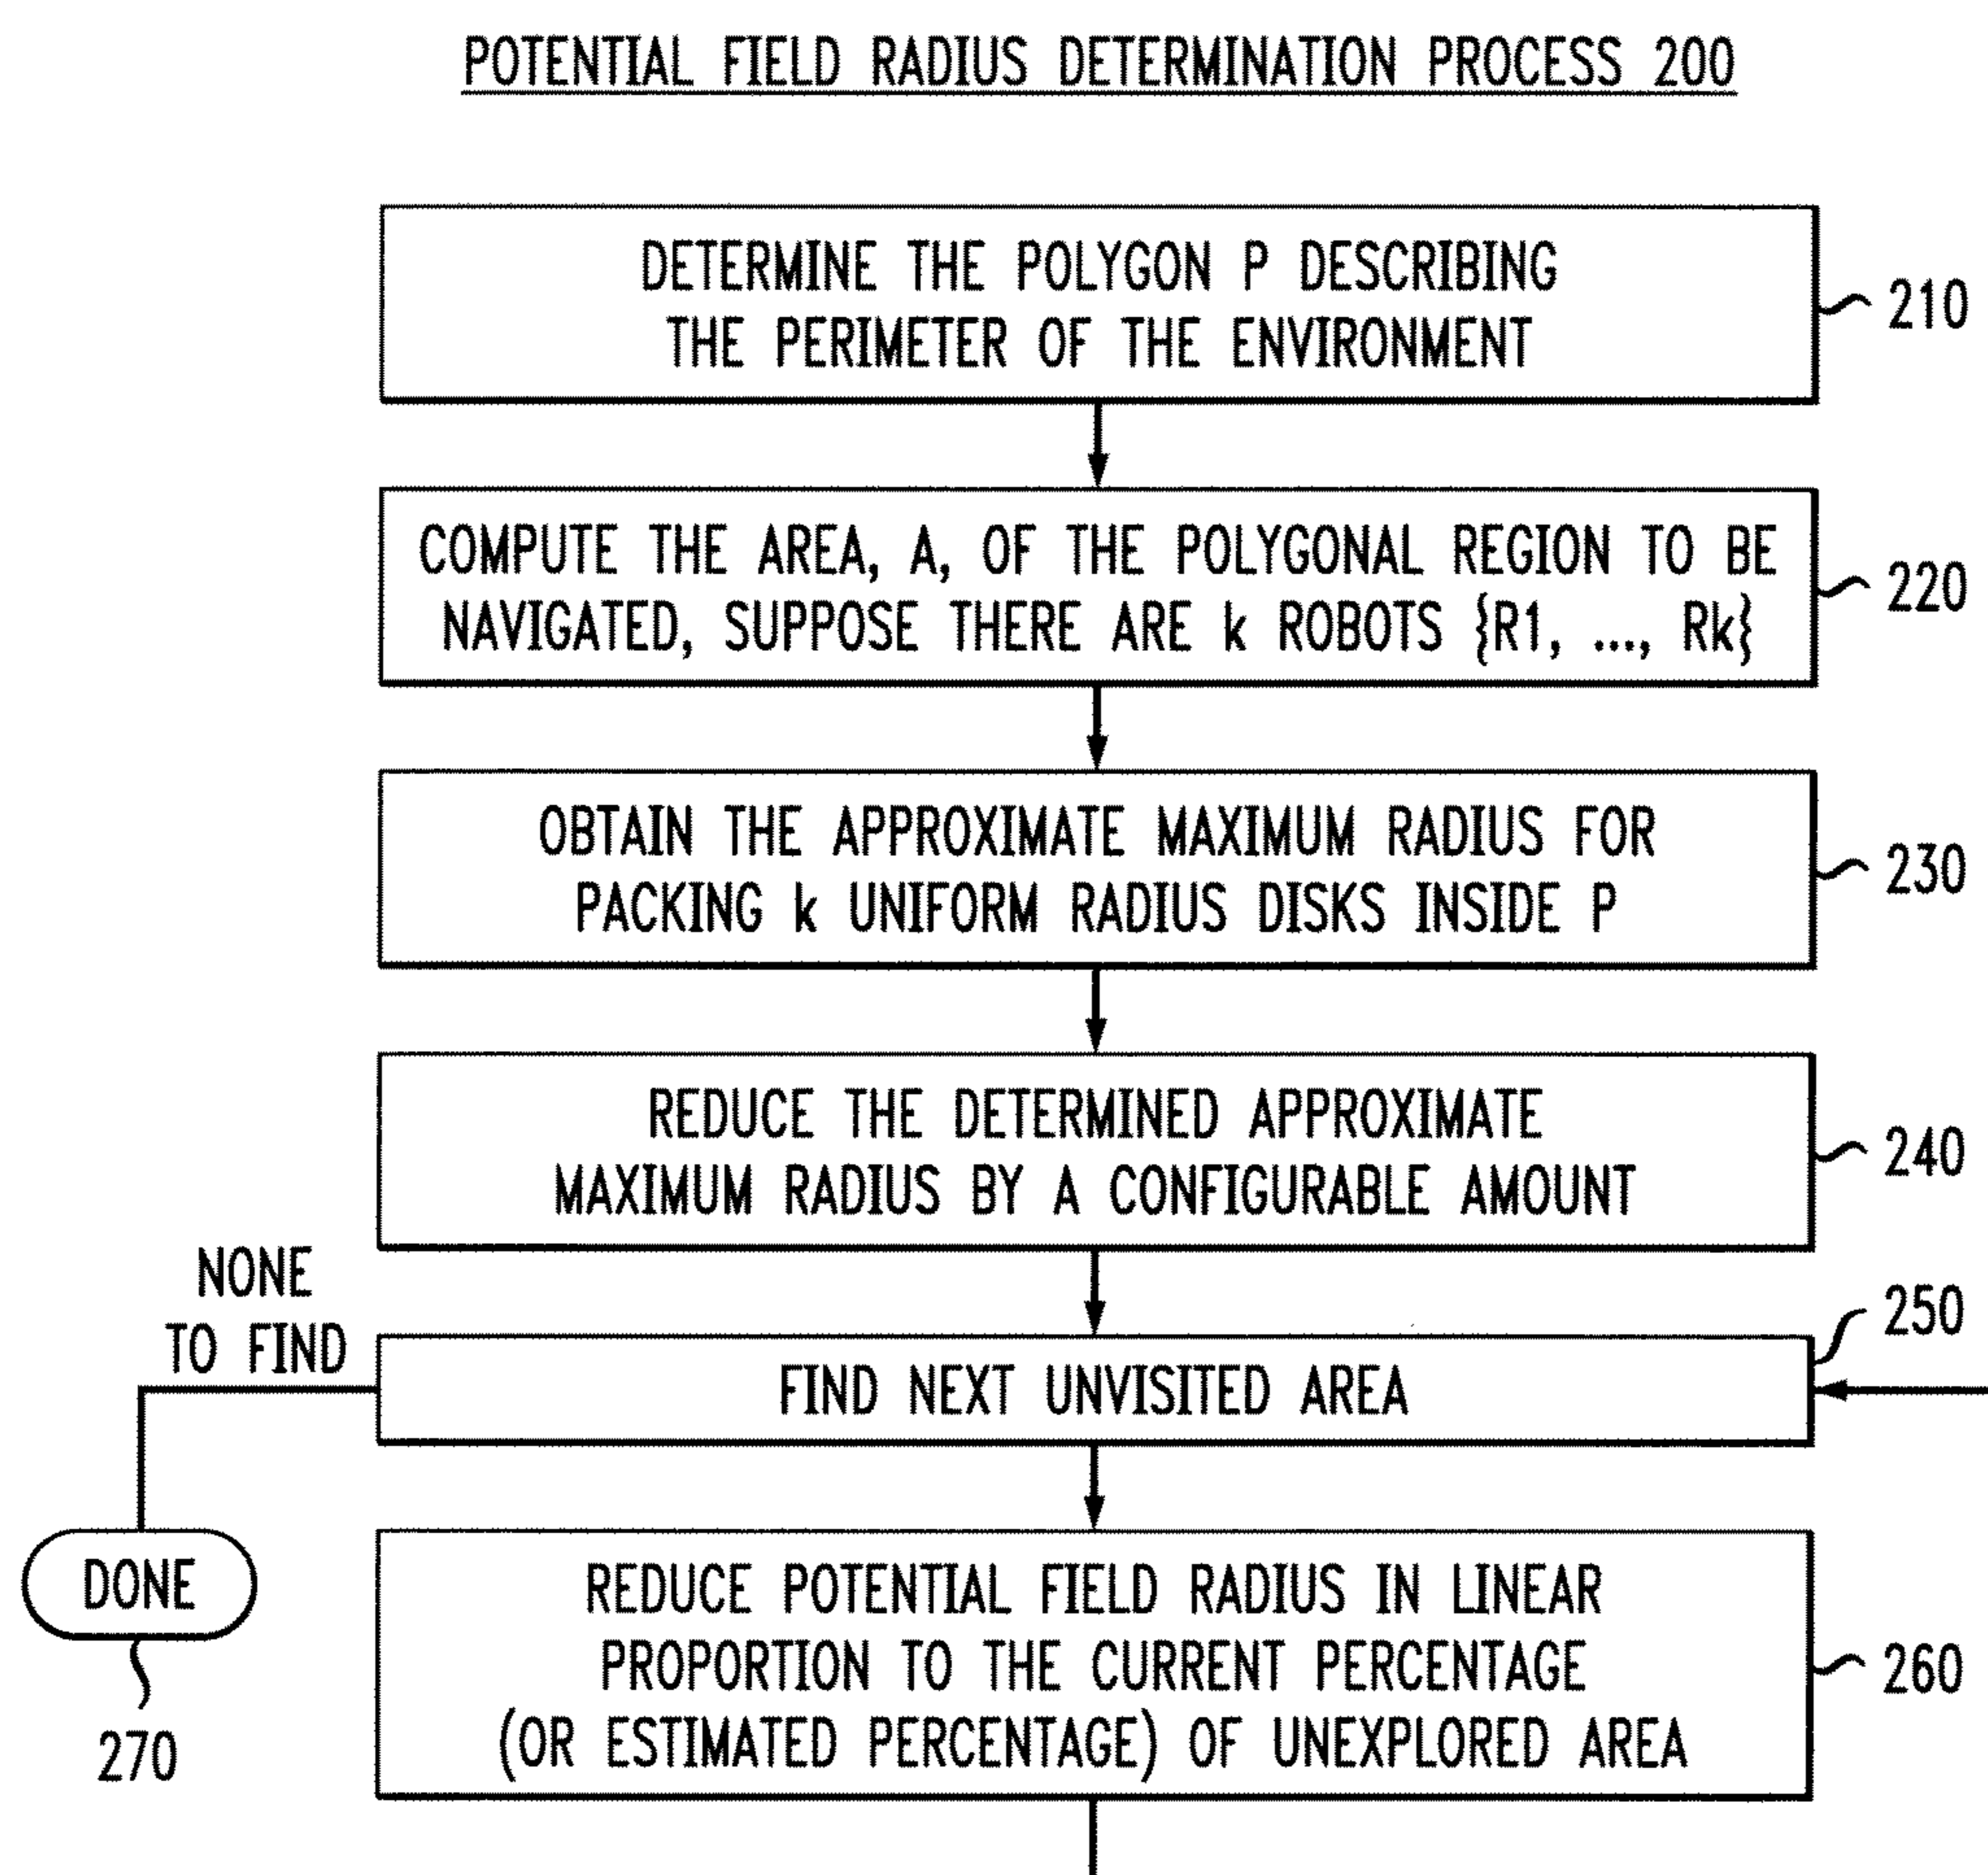 POTENTIAL FIELD RADIUS DETERMINATION PROCESS 200
DETERMINE THE POLYGON P DESCRIBING
THE PERIMETER OF THE ENVIRONMENT
210
COMPUTE THE AREA, A, OF THE POLYGONAL REGION TO BE
NAVIGATED, SUPPOSE THERE ARE k ROBOTS {R1, ..., Rk}
220
OBTAIN THE APPROXIMATE MAXIMUM RADIUS FOR
PACKING k UNIFORM RADIUS DISKS INSIDE P
230
REDUCE THE DETERMINED APPROXIMATE
MAXIMUM RADIUS BY A CONFIGURABLE AMOUNT
240
NONE
TO FIND
FIND NEXT UNVISITED AREA
250
DONE
270
REDUCE POTENTIAL FIELD RADIUS IN LINEAR
PROPORTION TO THE CURRENT PERCENTAGE
(OR ESTIMATED PERCENTAGE) OF UNEXPLORED AREA
260